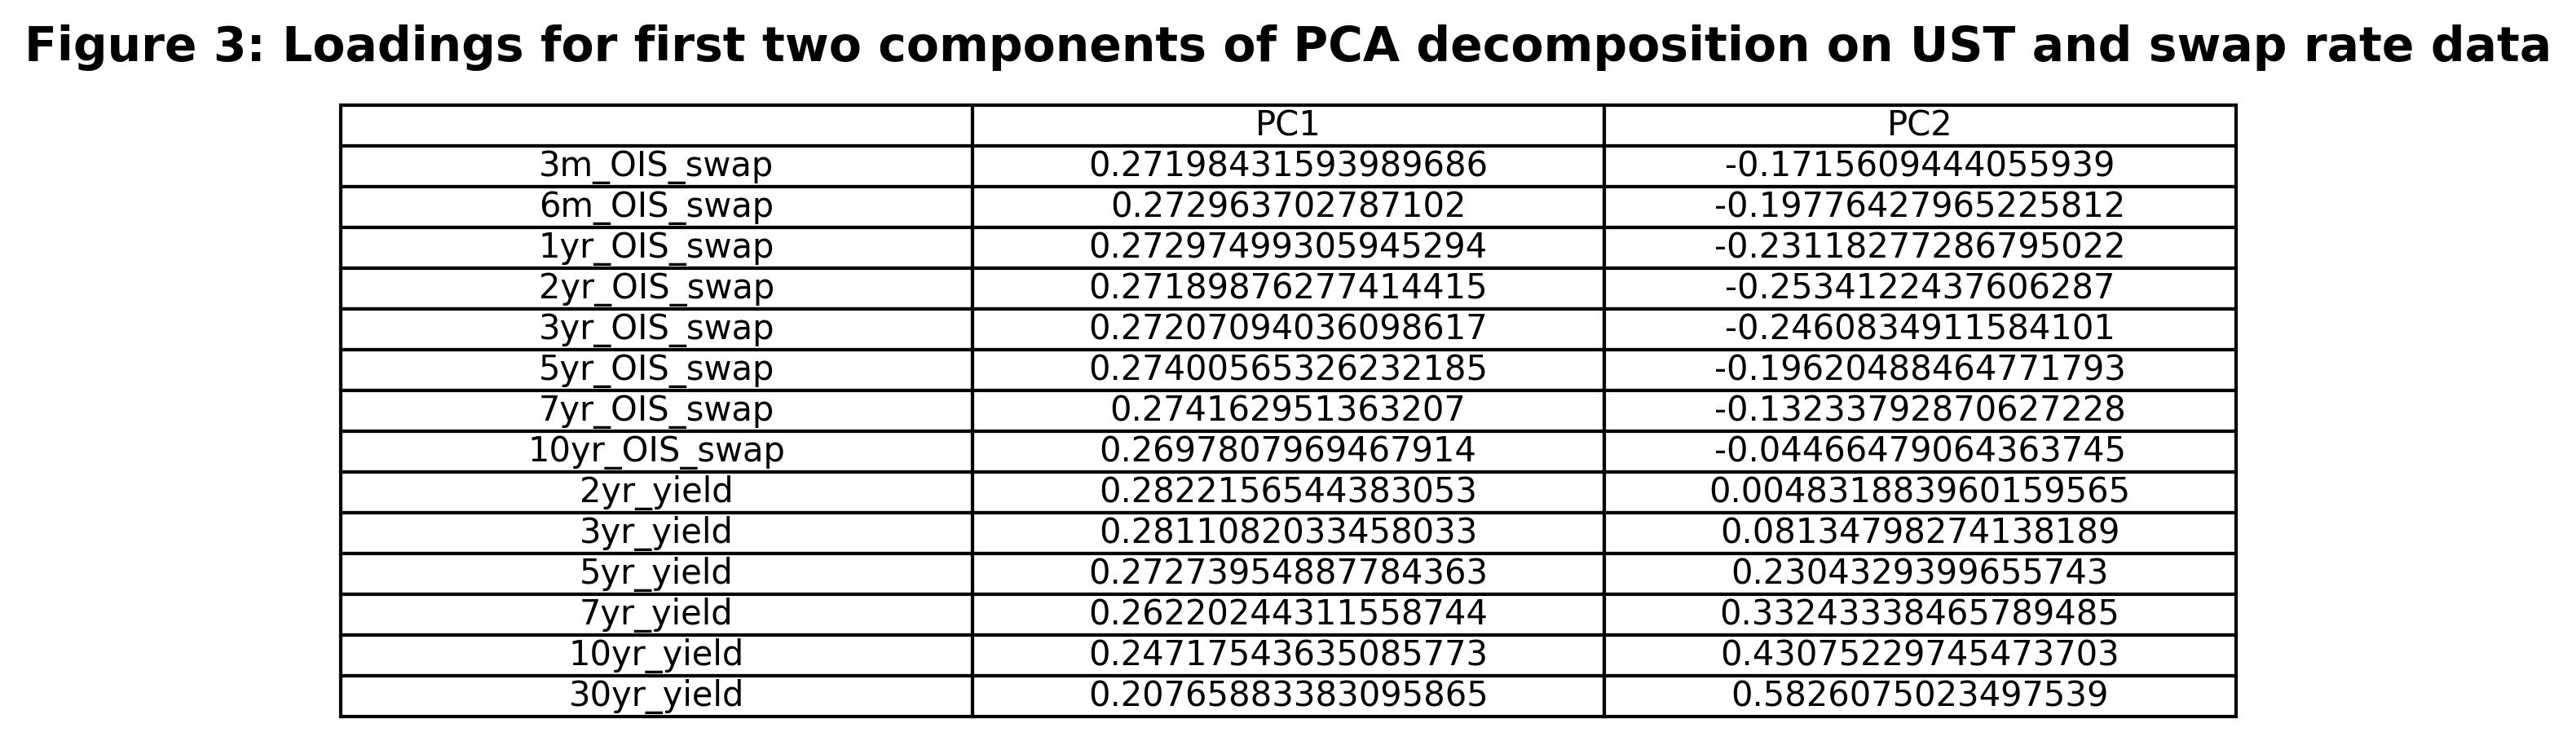 Figure 3: Loadings for first two components of PCA decomposition on UST and swap rate data
PC1 PC2
3m_OIS_swap 0.27198431593989686 -0.1715609444055939
6m_OIS_swap 0.272963702787102 -0.19776427965225812
1yr_OIS_swap 0.27297499305945294 -0.23118277286795022
2yr_OIS_swap 0.27189876277414415 -0.2534122437606287
3yr_OIS_swap 0.27207094036098617 -0.2460834911584101
5yr_OIS_swap 0.27400565326232185 -0.19620488464771793
7yr_OIS_swap 0.274162951363207 -0.13233792870627228
10yr_OIS_swap 0.2697807969467914 -0.04466479064363745
2yr_yield 0.2822156544383053 0.004831883960159565
3yr_yield 0.2811082033458033 0.08134798274138189
5yr_yield 0.27273954887784363 0.2304329399655743
7yr_yield 0.26220244311558744 0.33243338465789485
10yr_yield 0.24717543635085773 0.43075229745473703
30yr_yield 0.20765883383095865 0.5826075023497539